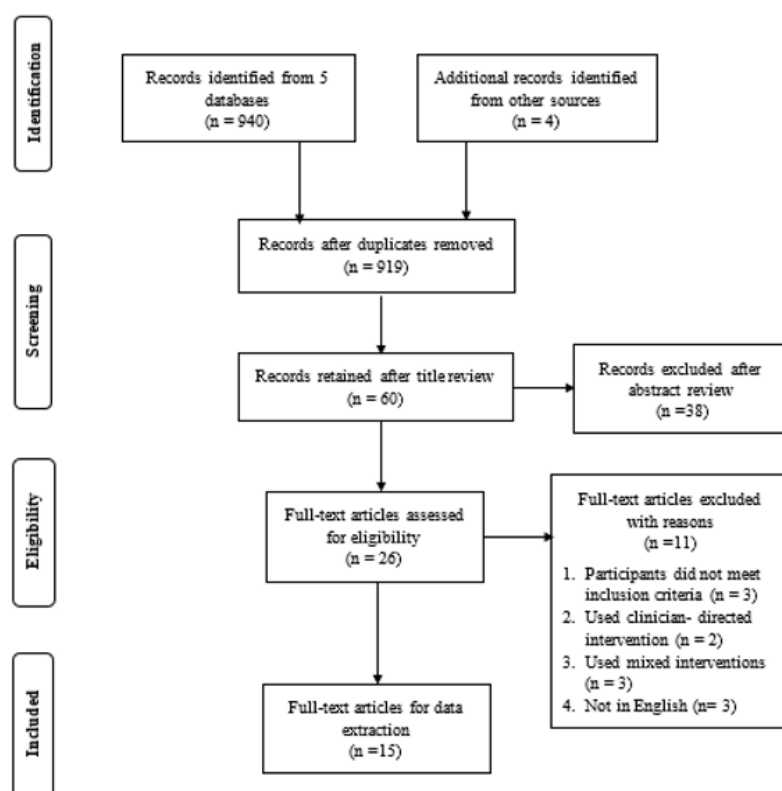 Identification
Records identified from 5
databases
(n = 940)
Additional records identified
from other sources
(n = 4)
Screening
Records after duplicates removed
(n = 919)
Records retained after title review
(n = 60)
Records excluded after
abstract review
(n =38)
Eligibility
Full-text articles assessed
for eligibility
(n = 26)
Full-text articles excluded
with reasons
(n =11)
1. Participants did not meet
inclusion criteria (n = 3)
2. Used clinician- directed
intervention (n = 2)
3. Used mixed interventions
(n = 3)
4. Not in English (n= 3)
Included
Full-text articles for data
extraction
(n =15)